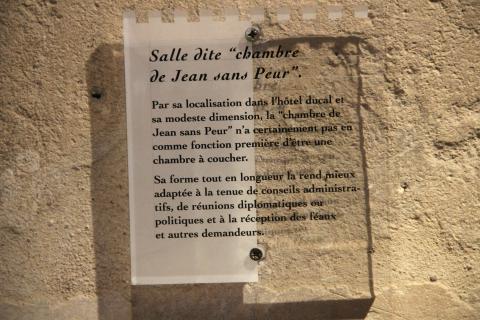 Salle dite “chambre
de Jean sans Peur”.
Par sa localisation dans l'hôtel ducal et
sa modeste dimension, la “chambre de
Jean sans Peur” n'a certainement pas eu
comme fonction première d'être une
chambre à coucher.
Sa forme tout en longueur la rend mieux
adaptée à la tenue de conseils administra-
tifs, de réunions diplomatiques ou
politiques et à la réception des féaux
et autres demandeurs.